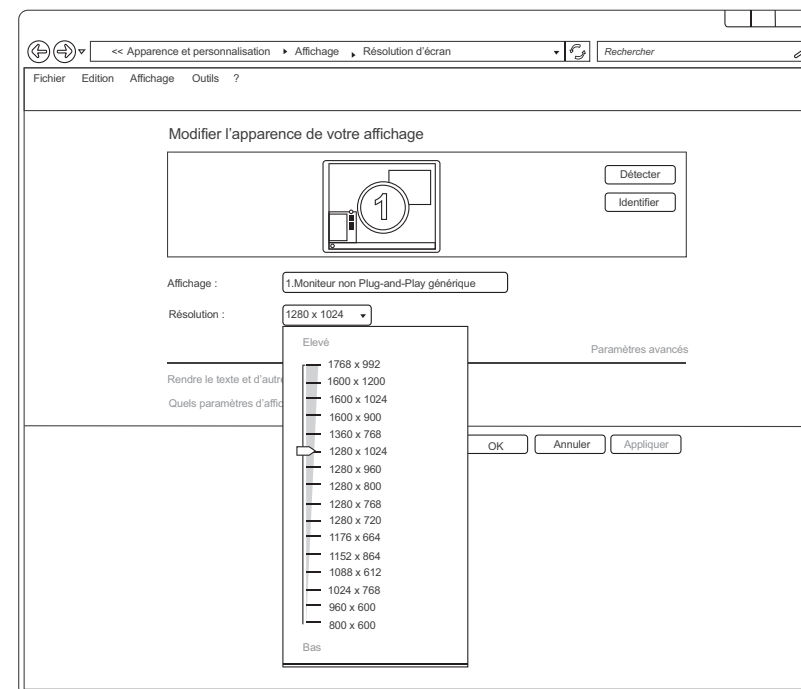 << Apparence et personnalisation Affichage Résolution d'écran Rechercher
Fichier Edition Affichage Outils ?
Modifier l'apparence de votre affichage
1
Détecter
Identifier
Affichage : 1.Moniteur non Plug-and-Play générique
Résolution : 1280 x 1024
Elevé
Paramètres avancés
1768 x 992
Rendre le texte et d'autre
1600 x 1200
1600 x 1024
Quels paramètres d'affic
1600 x 900
1360 x 768
1280 x 1024
OK Annuler Appliquer
1280 x 960
1280 x 800
1280 x 768
1280 x 720
1176 x 664
1152 x 864
1088 x 612
1024 x 768
960 x 600
800 x 600
Bas